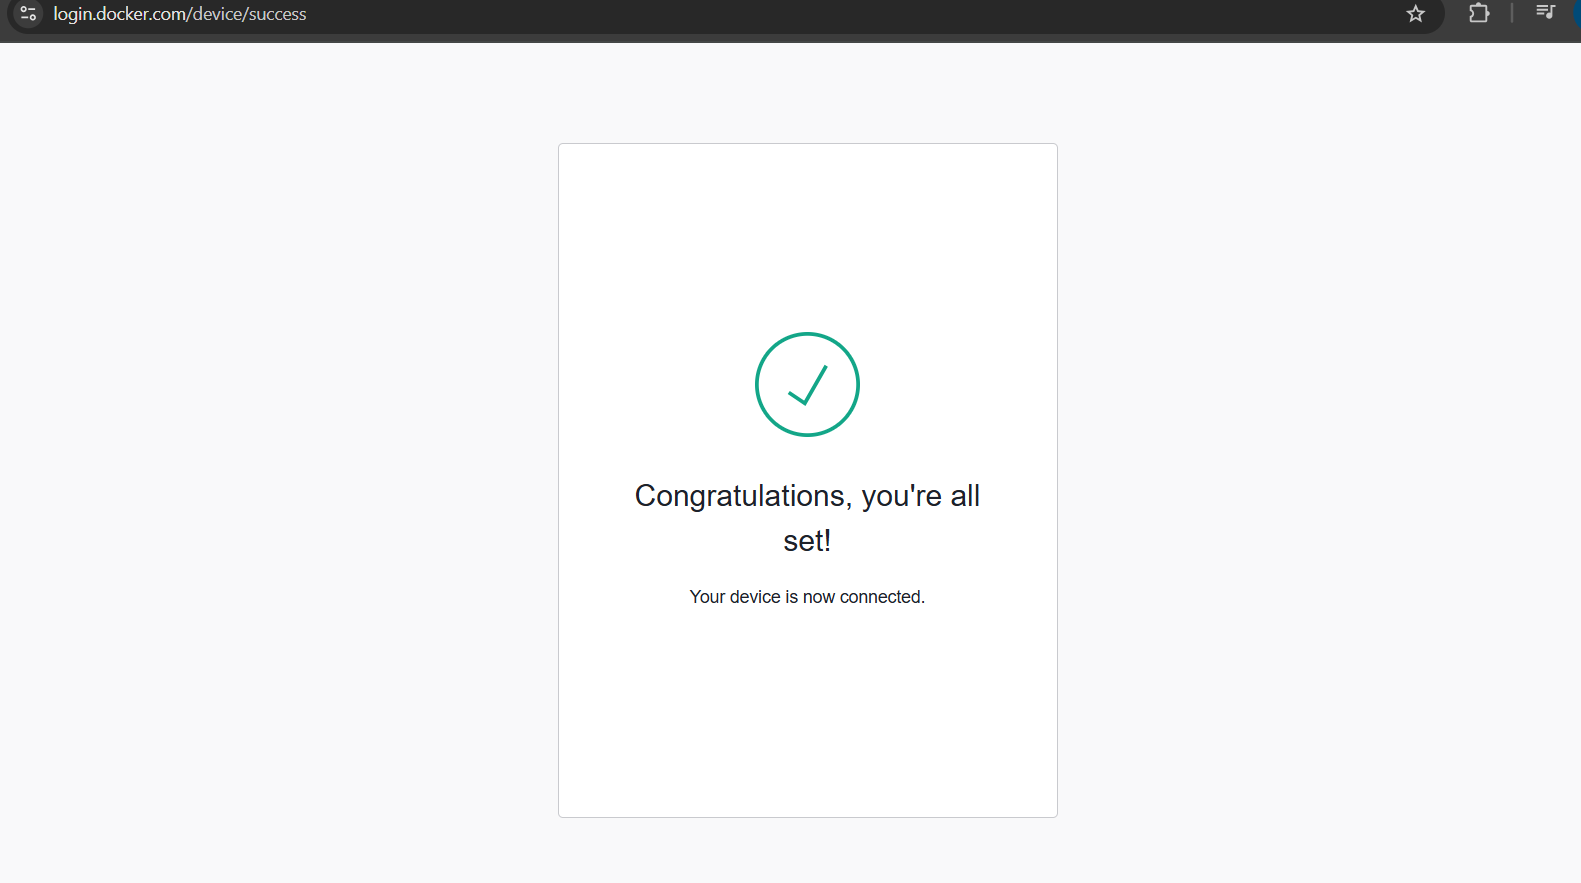 login.docker.com/device/success
Congratulations, you're all
set!
Your device is now connected.